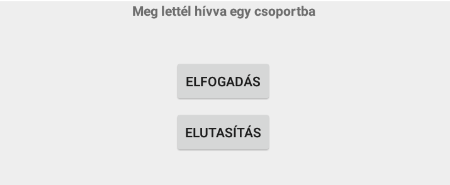 Meg lettél hívva egy csoportba
ELFOGADÁS
ELUTASÍTÁS